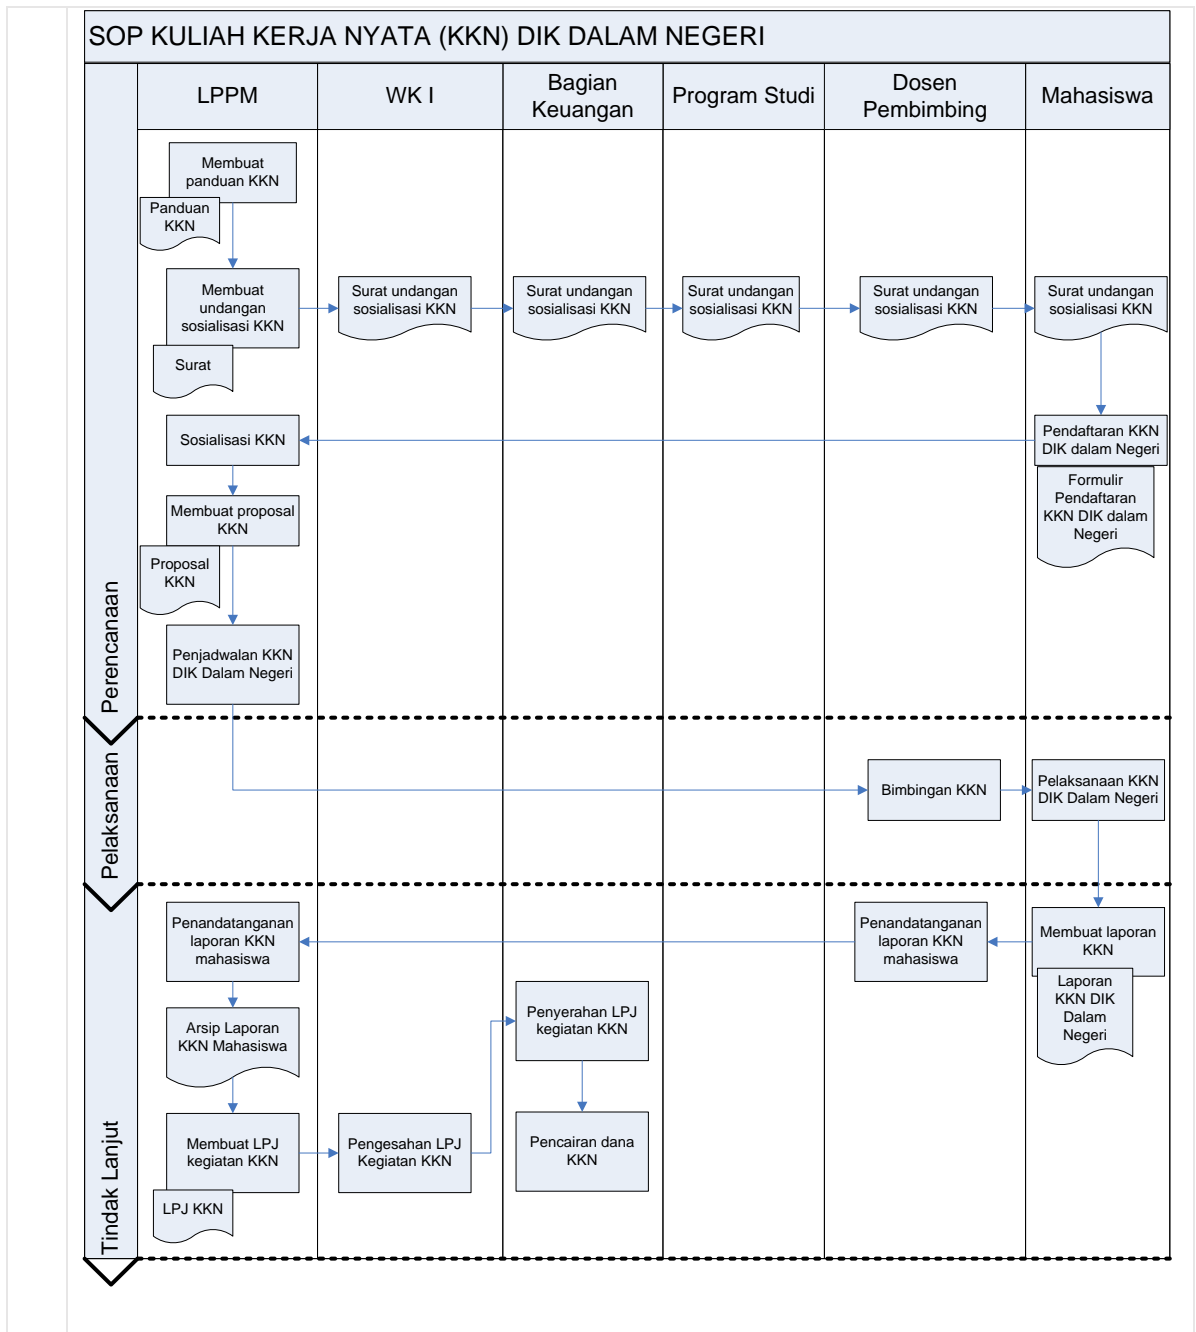 SOP KULIAH KERJA NYATA (KKN) DIK DALAM NEGERI
LPPM
WK I
Bagian
Keuangan
Program Studi
Dosen
Pembimbing
Mahasiswa
Perencanaan
Membuat
panduan KKN
Panduan
KKN
Membuat
undangan
sosialisasi KKN
Surat
Surat undangan
sosialisasi KKN
Surat undangan
sosialisasi KKN
Surat undangan
sosialisasi KKN
Surat undangan
sosialisasi KKN
Surat undangan
sosialisasi KKN
Sosialisasi KKN
Pendaftaran KKN
DIK dalam Negeri
Formulir
Pendaftaran
KKN DIK dalam
Negeri
Membuat proposal
KKN
Proposal
KKN
Penjadwalan KKN
DIK Dalam Negeri
Pelaksanaan
Bimbingan KKN
Pelaksanaan KKN
DIK Dalam Negeri
Tindak Lanjut
Penandatanganan
laporan KKN
mahasiswa
Penandatanganan
laporan KKN
mahasiswa
Membuat laporan
KKN
Laporan
KKN DIK
Dalam
Negeri
Arsip Laporan
KKN Mahasiswa
Penyerahan LPJ
kegiatan KKN
Membuat LPJ
kegiatan KKN
LPJ KKN
Pengesahan LPJ
Kegiatan KKN
Pencairan dana
KKN